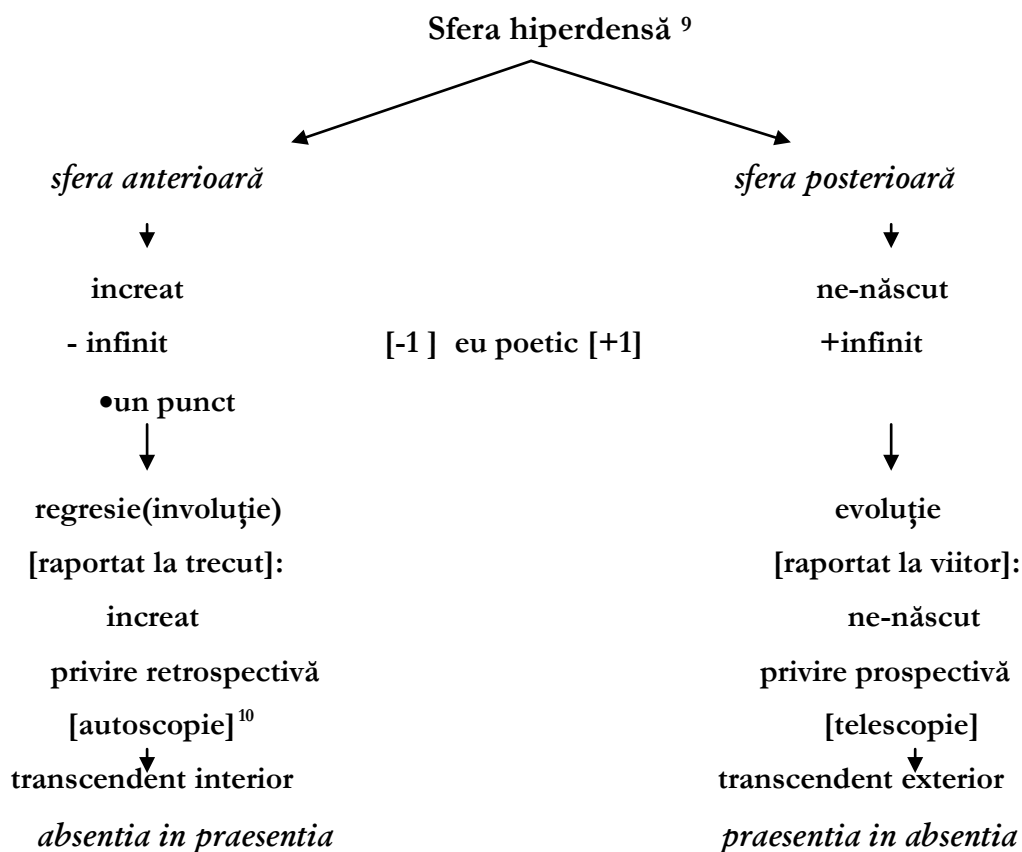 Sfera hiperdensă ⁹
sfera anterioară sfera posterioară
increat ne-născut
- infinit [-1 ] eu poetic [+1] +infinit
•un punct
regresie(involuţie) evoluţie
[raportat la trecut]: [raportat la viitor]:
increat ne-născut
privire retrospectivă privire prospectivă
[autoscopie]¹⁰ [telescopie]
transcendent interior transcendent exterior
absentia in praesentia praesentia in absentia